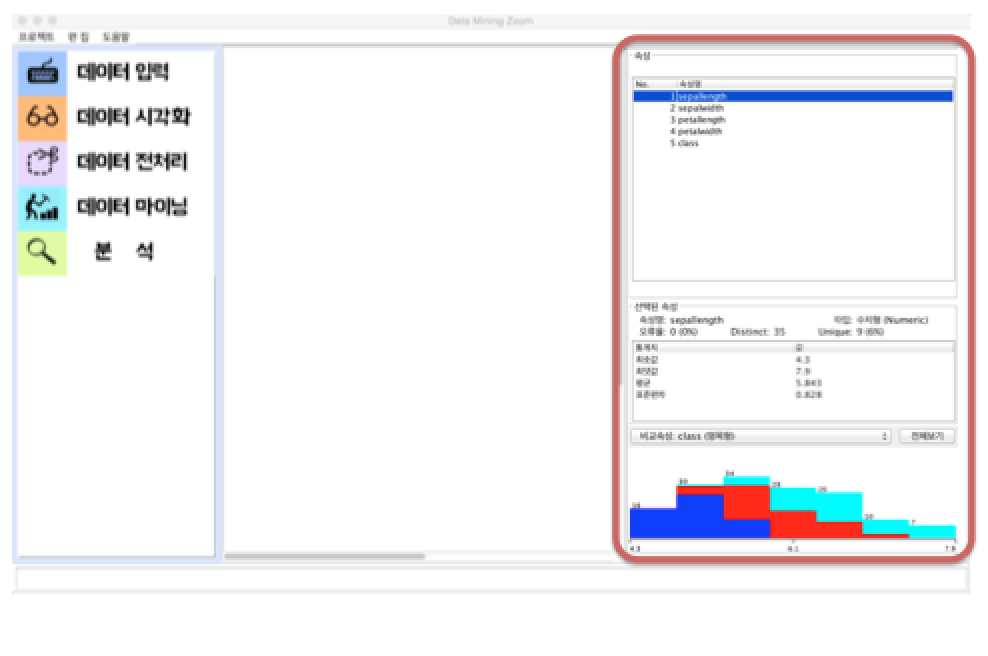 Data Mining Zoom
프로젝트 편집 도움말
데이터 입력
데이터 시각화
데이터 전처리
데이터 마이닝
분 석
속성
No. 속성명
1 sepallength
2 sepalwidth
3 petallength
4 petalwidth
5 class
선택된 속성
속성명: sepallength 타입: 수치형 (Numeric)
오류율: 0 (0%) Distinct: 35 Unique: 9 (6%)
통계치 값
최솟값 4.3
최댓값 7.9
평균 5.843
표준편차 0.828
비교속성: class (명목형) 전체보기
16 30 34 28 25 10 7
4.3 6.1 7.9